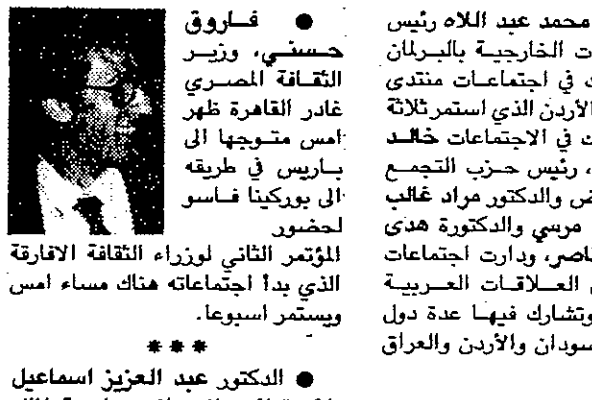 محمد عبد اللاه رئيس
ت الخارجية بالبرلمان
ك في اجتماعات منتدى
الأردن الذي استمر ثلاثة
ك في الاجتماعات خالد
، رئيس حزب التجمع
ض والدكتور مراد غالب
مرسي والدكتورة هدى
ناصر، ودارت اجتماعات
العلاقات العربية
وتشارك فيها عدة دول
سودان والأردن والعراق
● فاروق
حسني، وزير
الثقافة المصري
غادر القاهرة ظهر
امس متوجها الى
باريس في طريقه
الى بوركينا فاسو
لحضور
المؤتمر الثاني لوزراء الثقافة الافارقة
الذي بدأ اجتماعاته هناك مساء امس
ويستمر اسبوعا.
***
● الدكتور عبد العزيز اسماعيل